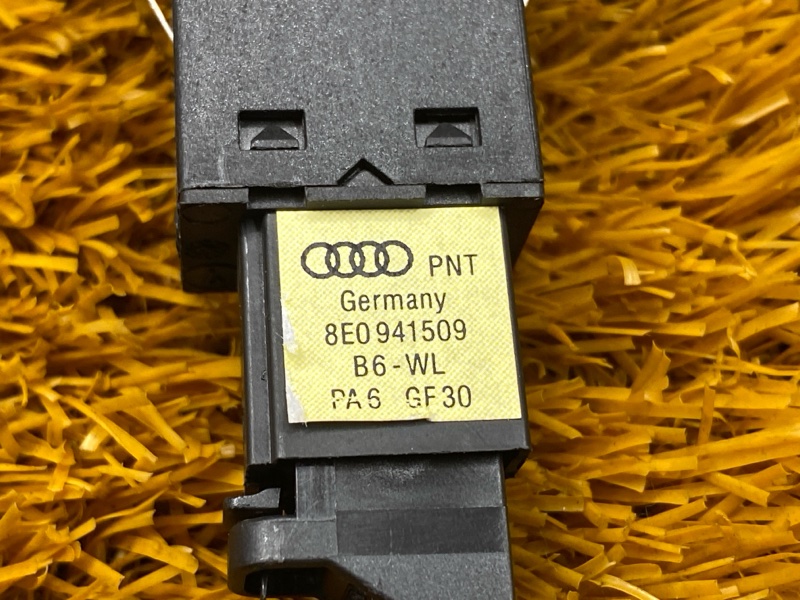 PNT
Germany
8E0 941509
B6-WL
PA6 GF30